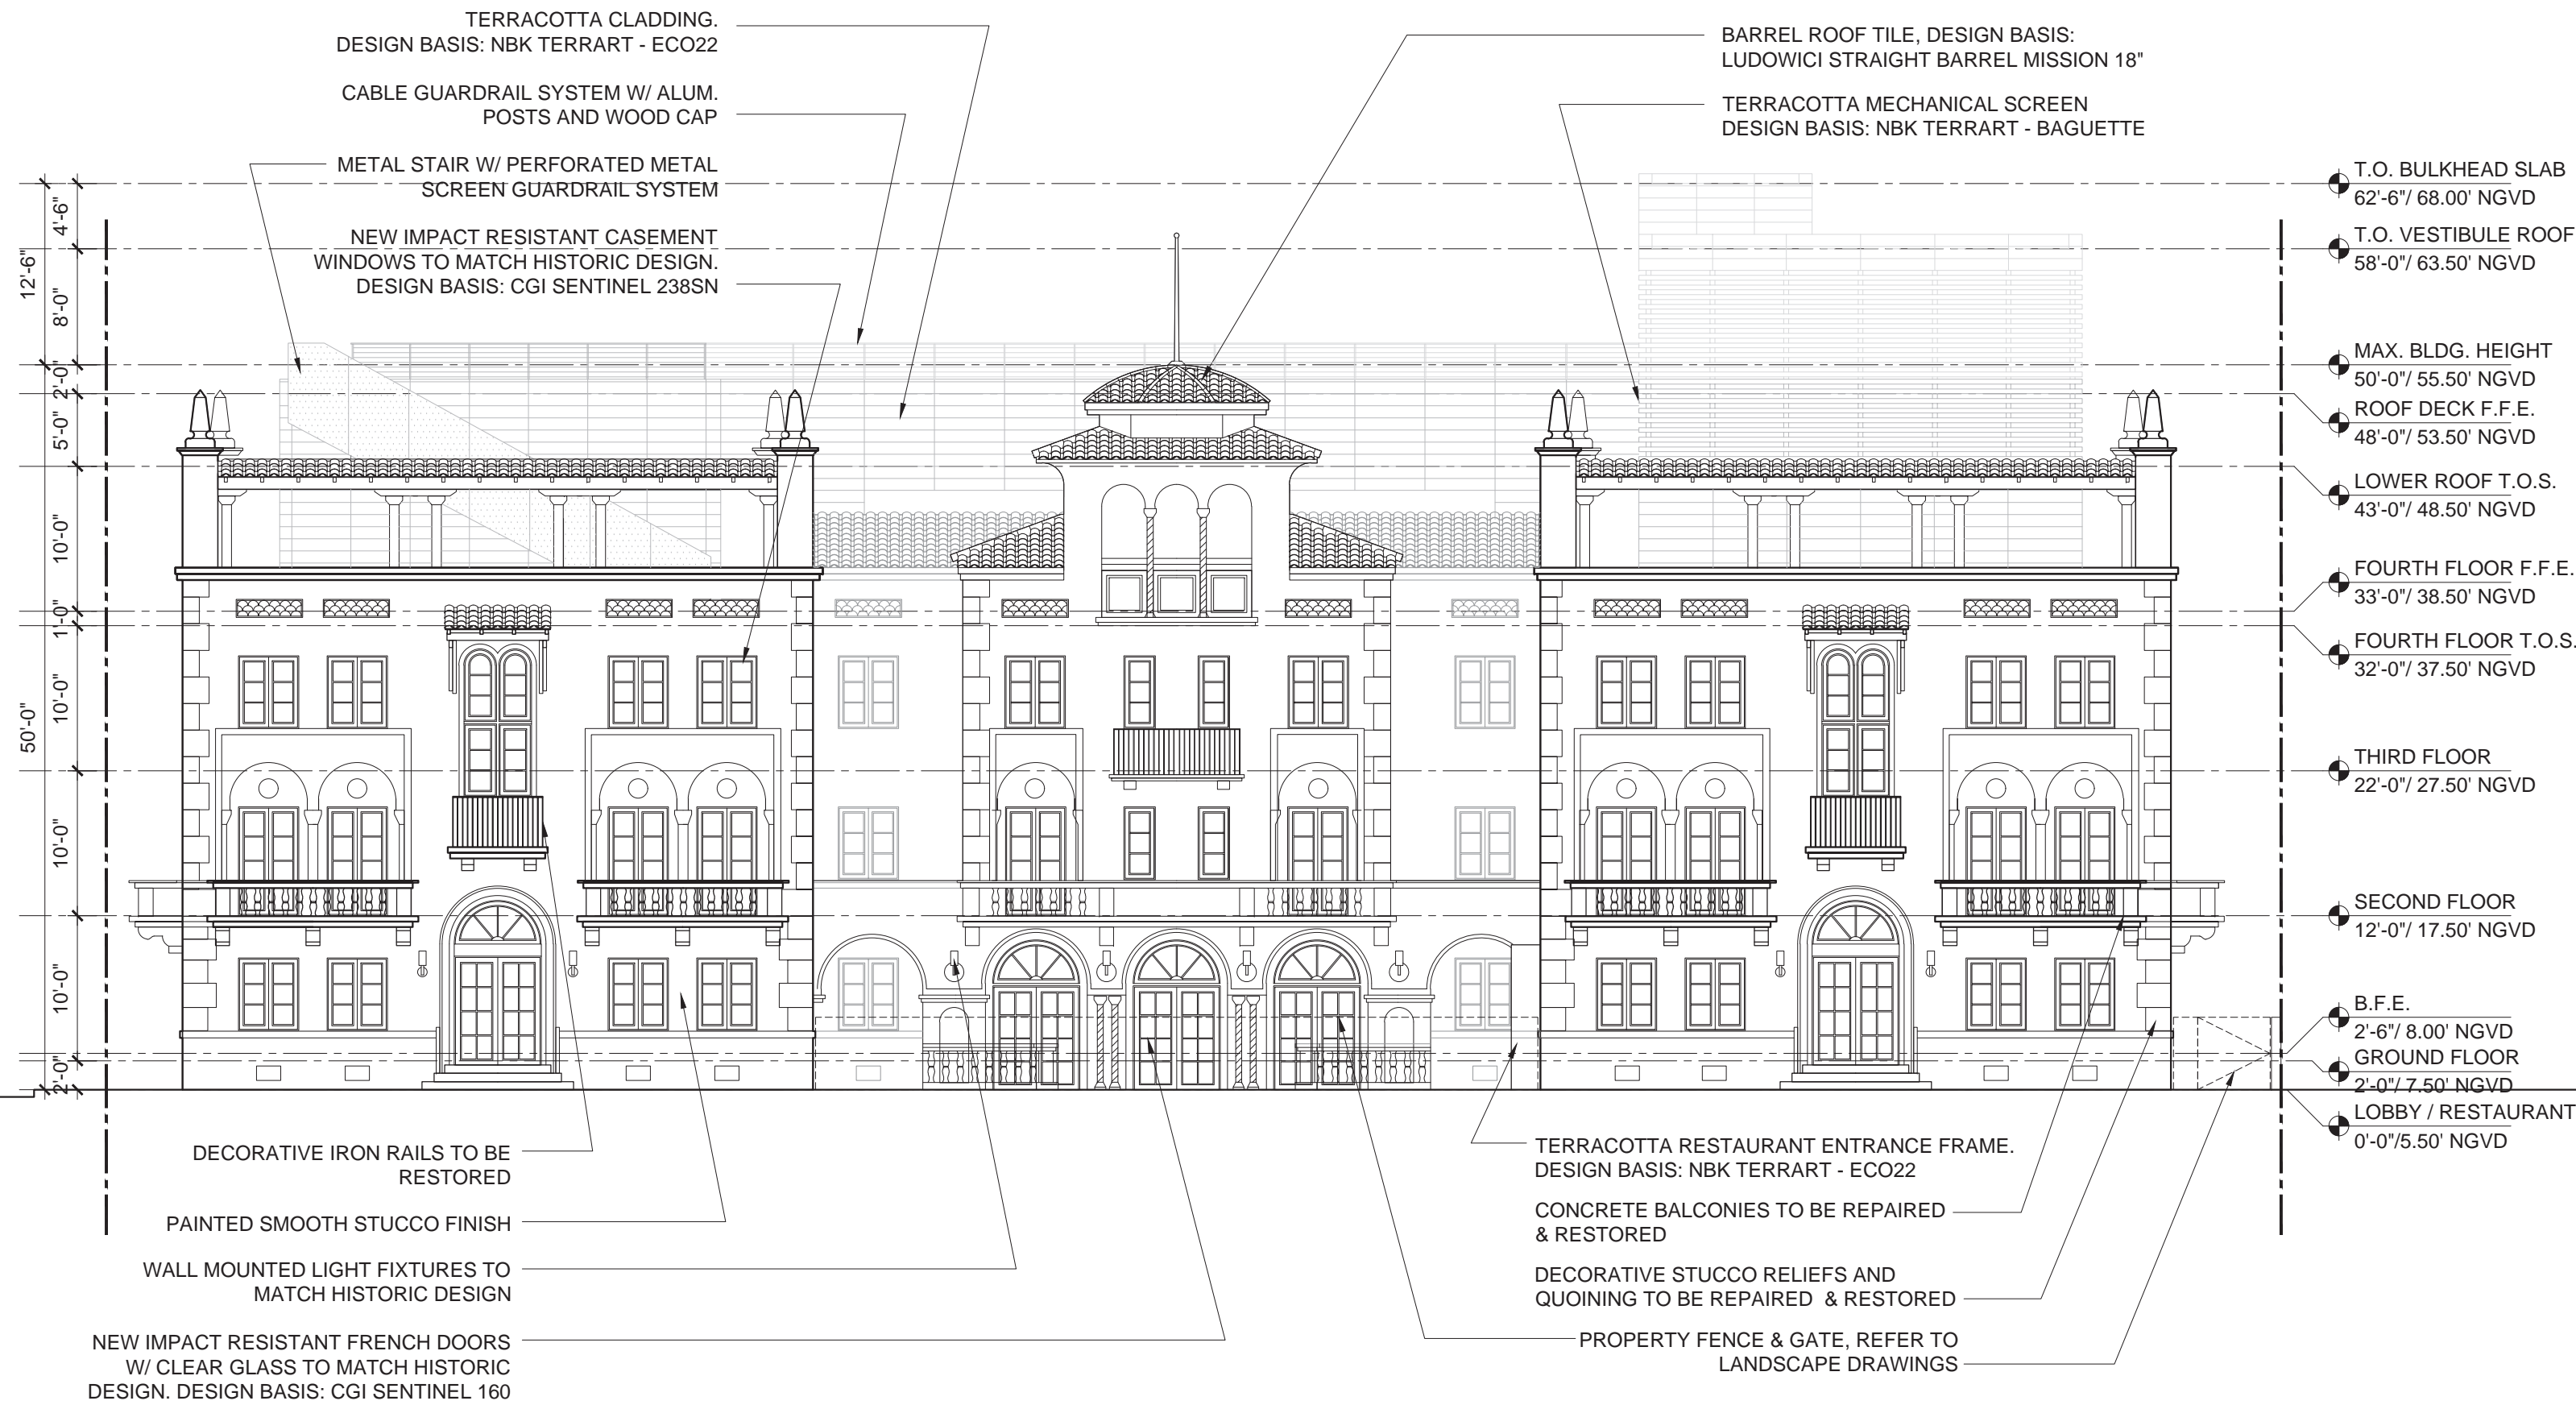 TERRACOTTA CLADDING.
DESIGN BASIS: NBK TERRART - ECO22
CABLE GUARDRAIL SYSTEM W/ ALUM.
POSTS AND WOOD CAP
METAL STAIR W/ PERFORATED METAL
SCREEN GUARDRAIL SYSTEM
NEW IMPACT RESISTANT CASEMENT
WINDOWS TO MATCH HISTORIC DESIGN.
DESIGN BASIS: CGI SENTINEL 238SN
BARREL ROOF TILE, DESIGN BASIS:
LUDOWICI STRAIGHT BARREL MISSION 18"
TERRACOTTA MECHANICAL SCREEN
DESIGN BASIS: NBK TERRART - BAGUETTE
12'-6"
50'-0"
4'-6"
8'-0"
2'-0"
5'-0"
10'-0"
1'-0"
10'-0"
10'-0"
10'-0"
2'-0"
T.O. BULKHEAD SLAB
62'-6"/ 68.00' NGVD
T.O. VESTIBULE ROOF
58'-0"/ 63.50' NGVD
MAX. BLDG. HEIGHT
50'-0"/ 55.50' NGVD
ROOF DECK F.F.E.
48'-0"/ 53.50' NGVD
LOWER ROOF T.O.S.
43'-0"/ 48.50' NGVD
FOURTH FLOOR F.F.E.
33'-0"/ 38.50' NGVD
FOURTH FLOOR T.O.S.
32'-0"/ 37.50' NGVD
THIRD FLOOR
22'-0"/ 27.50' NGVD
SECOND FLOOR
12'-0"/ 17.50' NGVD
B.F.E.
2'-6"/ 8.00' NGVD
GROUND FLOOR
2'-0"/ 7.50' NGVD
LOBBY / RESTAURANT
0'-0"/5.50' NGVD
DECORATIVE IRON RAILS TO BE
RESTORED
PAINTED SMOOTH STUCCO FINISH
WALL MOUNTED LIGHT FIXTURES TO
MATCH HISTORIC DESIGN
NEW IMPACT RESISTANT FRENCH DOORS
W/ CLEAR GLASS TO MATCH HISTORIC
DESIGN. DESIGN BASIS: CGI SENTINEL 160
TERRACOTTA RESTAURANT ENTRANCE FRAME.
DESIGN BASIS: NBK TERRART - ECO22
CONCRETE BALCONIES TO BE REPAIRED
& RESTORED
DECORATIVE STUCCO RELIEFS AND
QUOINING TO BE REPAIRED & RESTORED
PROPERTY FENCE & GATE, REFER TO
LANDSCAPE DRAWINGS